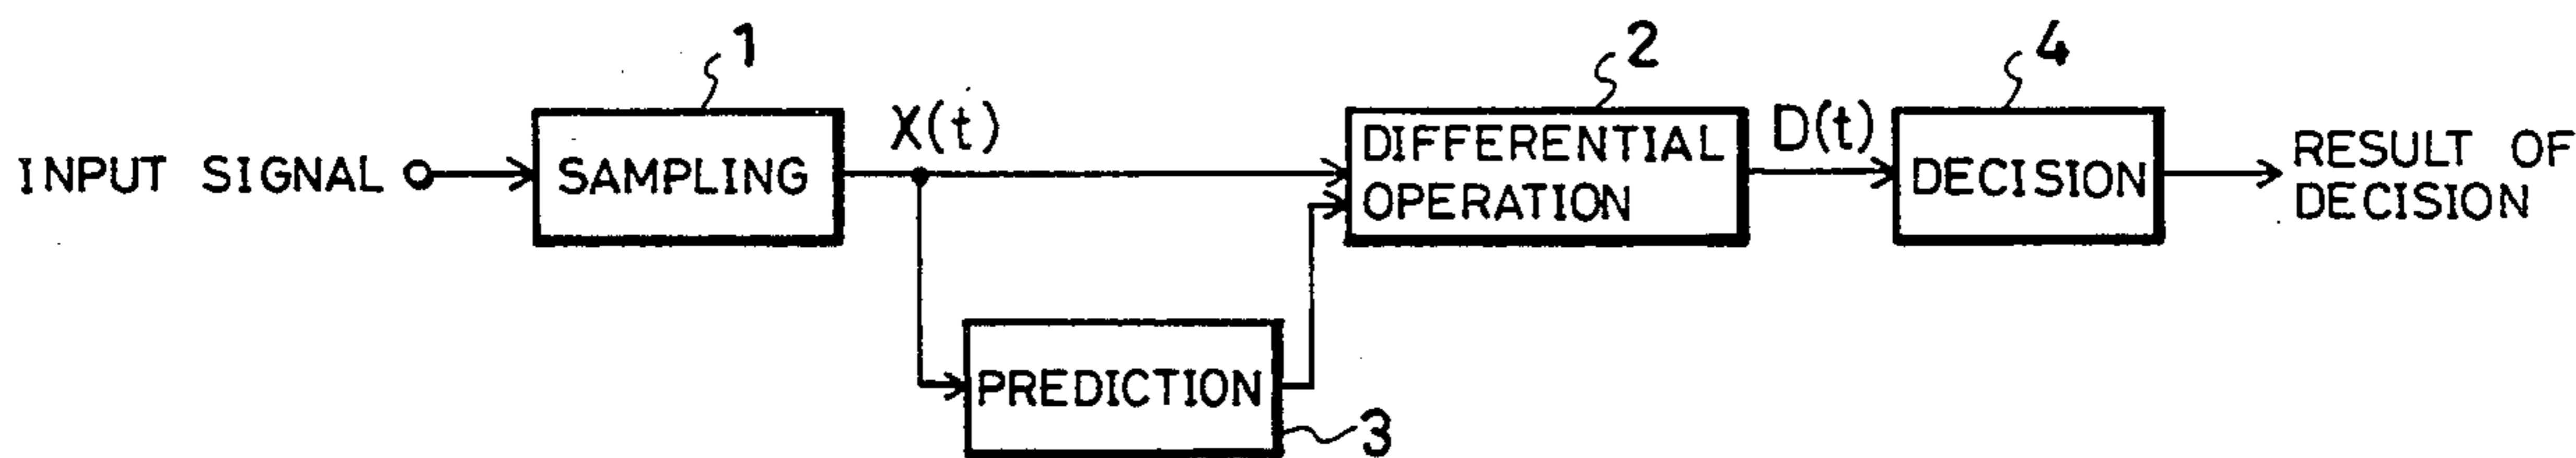 1
2
4
X(t)
D(t)
INPUT SIGNAL
SAMPLING
DIFFERENTIAL
OPERATION
DECISION
RESULT OF
DECISION
PREDICTION
3